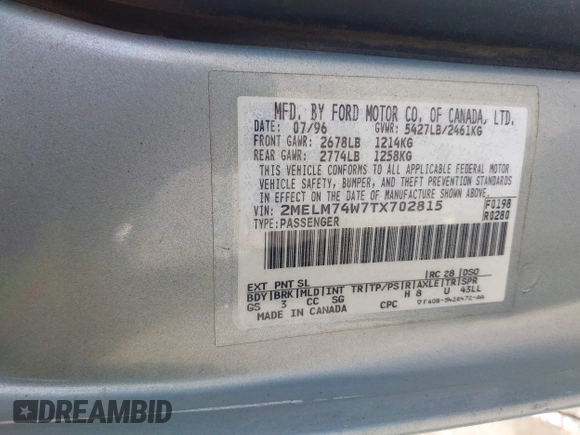 MFD. BY FORD MOTOR CO. OF CANADA, LTD.
DATE: 07/96 GVWR: 5427LB/2461KG
FRONT GAWR: 2678LB 1214KG
REAR GAWR: 2774LB 1258KG
THIS VEHICLE CONFORMS TO ALL APPLICABLE FEDERAL MOTOR
VEHICLE SAFETY, BUMPER, AND THEFT PREVENTION STANDARDS
IN EFFECT ON THE DATE OF MANUFACTURE SHOWN ABOVE.
VIN: 2MELM74W7TX702815 F0198
TYPE: PASSENGER R0280
EXT PNT SL RC 28 DSO
BDY BRK MLD INT TR TP/PS R AXLE TR SPR
GS 3 CC SG H 8 U 43LL
MADE IN CANADA CPC
DREAMBID